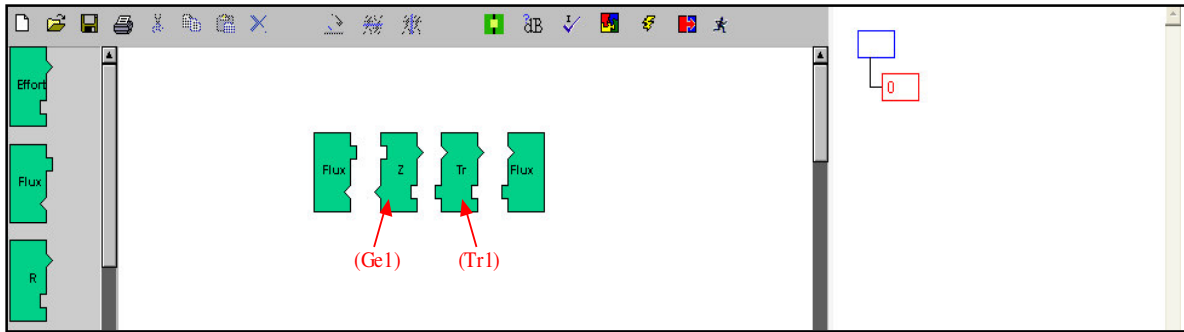 dB
0
Effort
Flux
R
Flux
Z
Tr
Flux
(Ge1)
(Tr1)